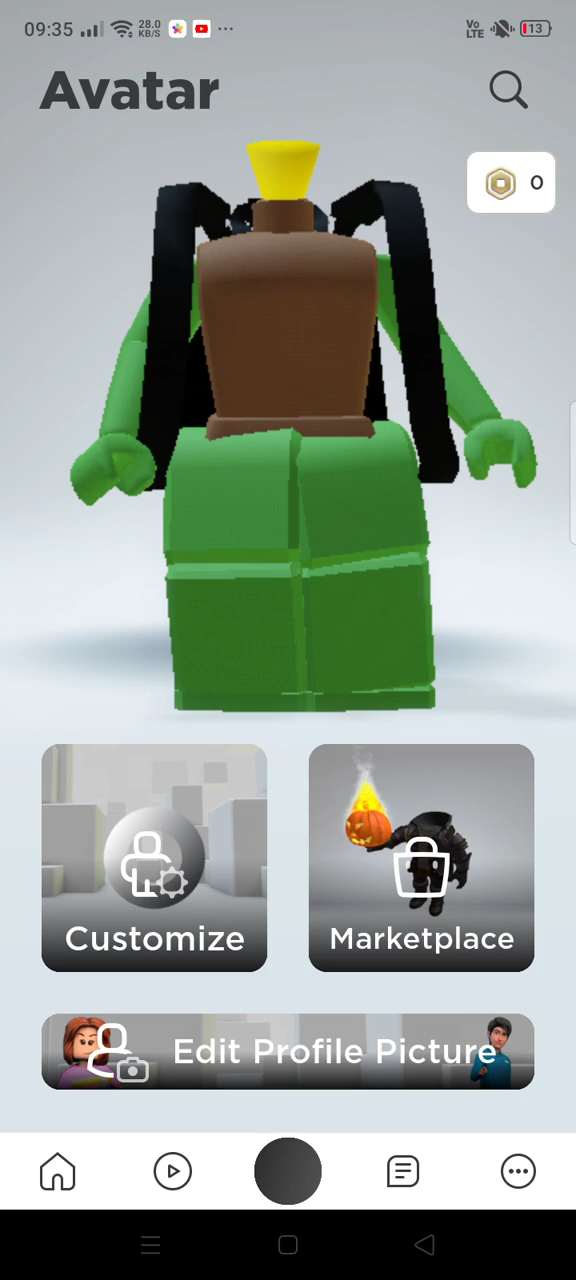 09:35 28.0 KB/S ... Vo LTE 13
Avatar
0
Customize
Marketplace
Edit Profile Picture